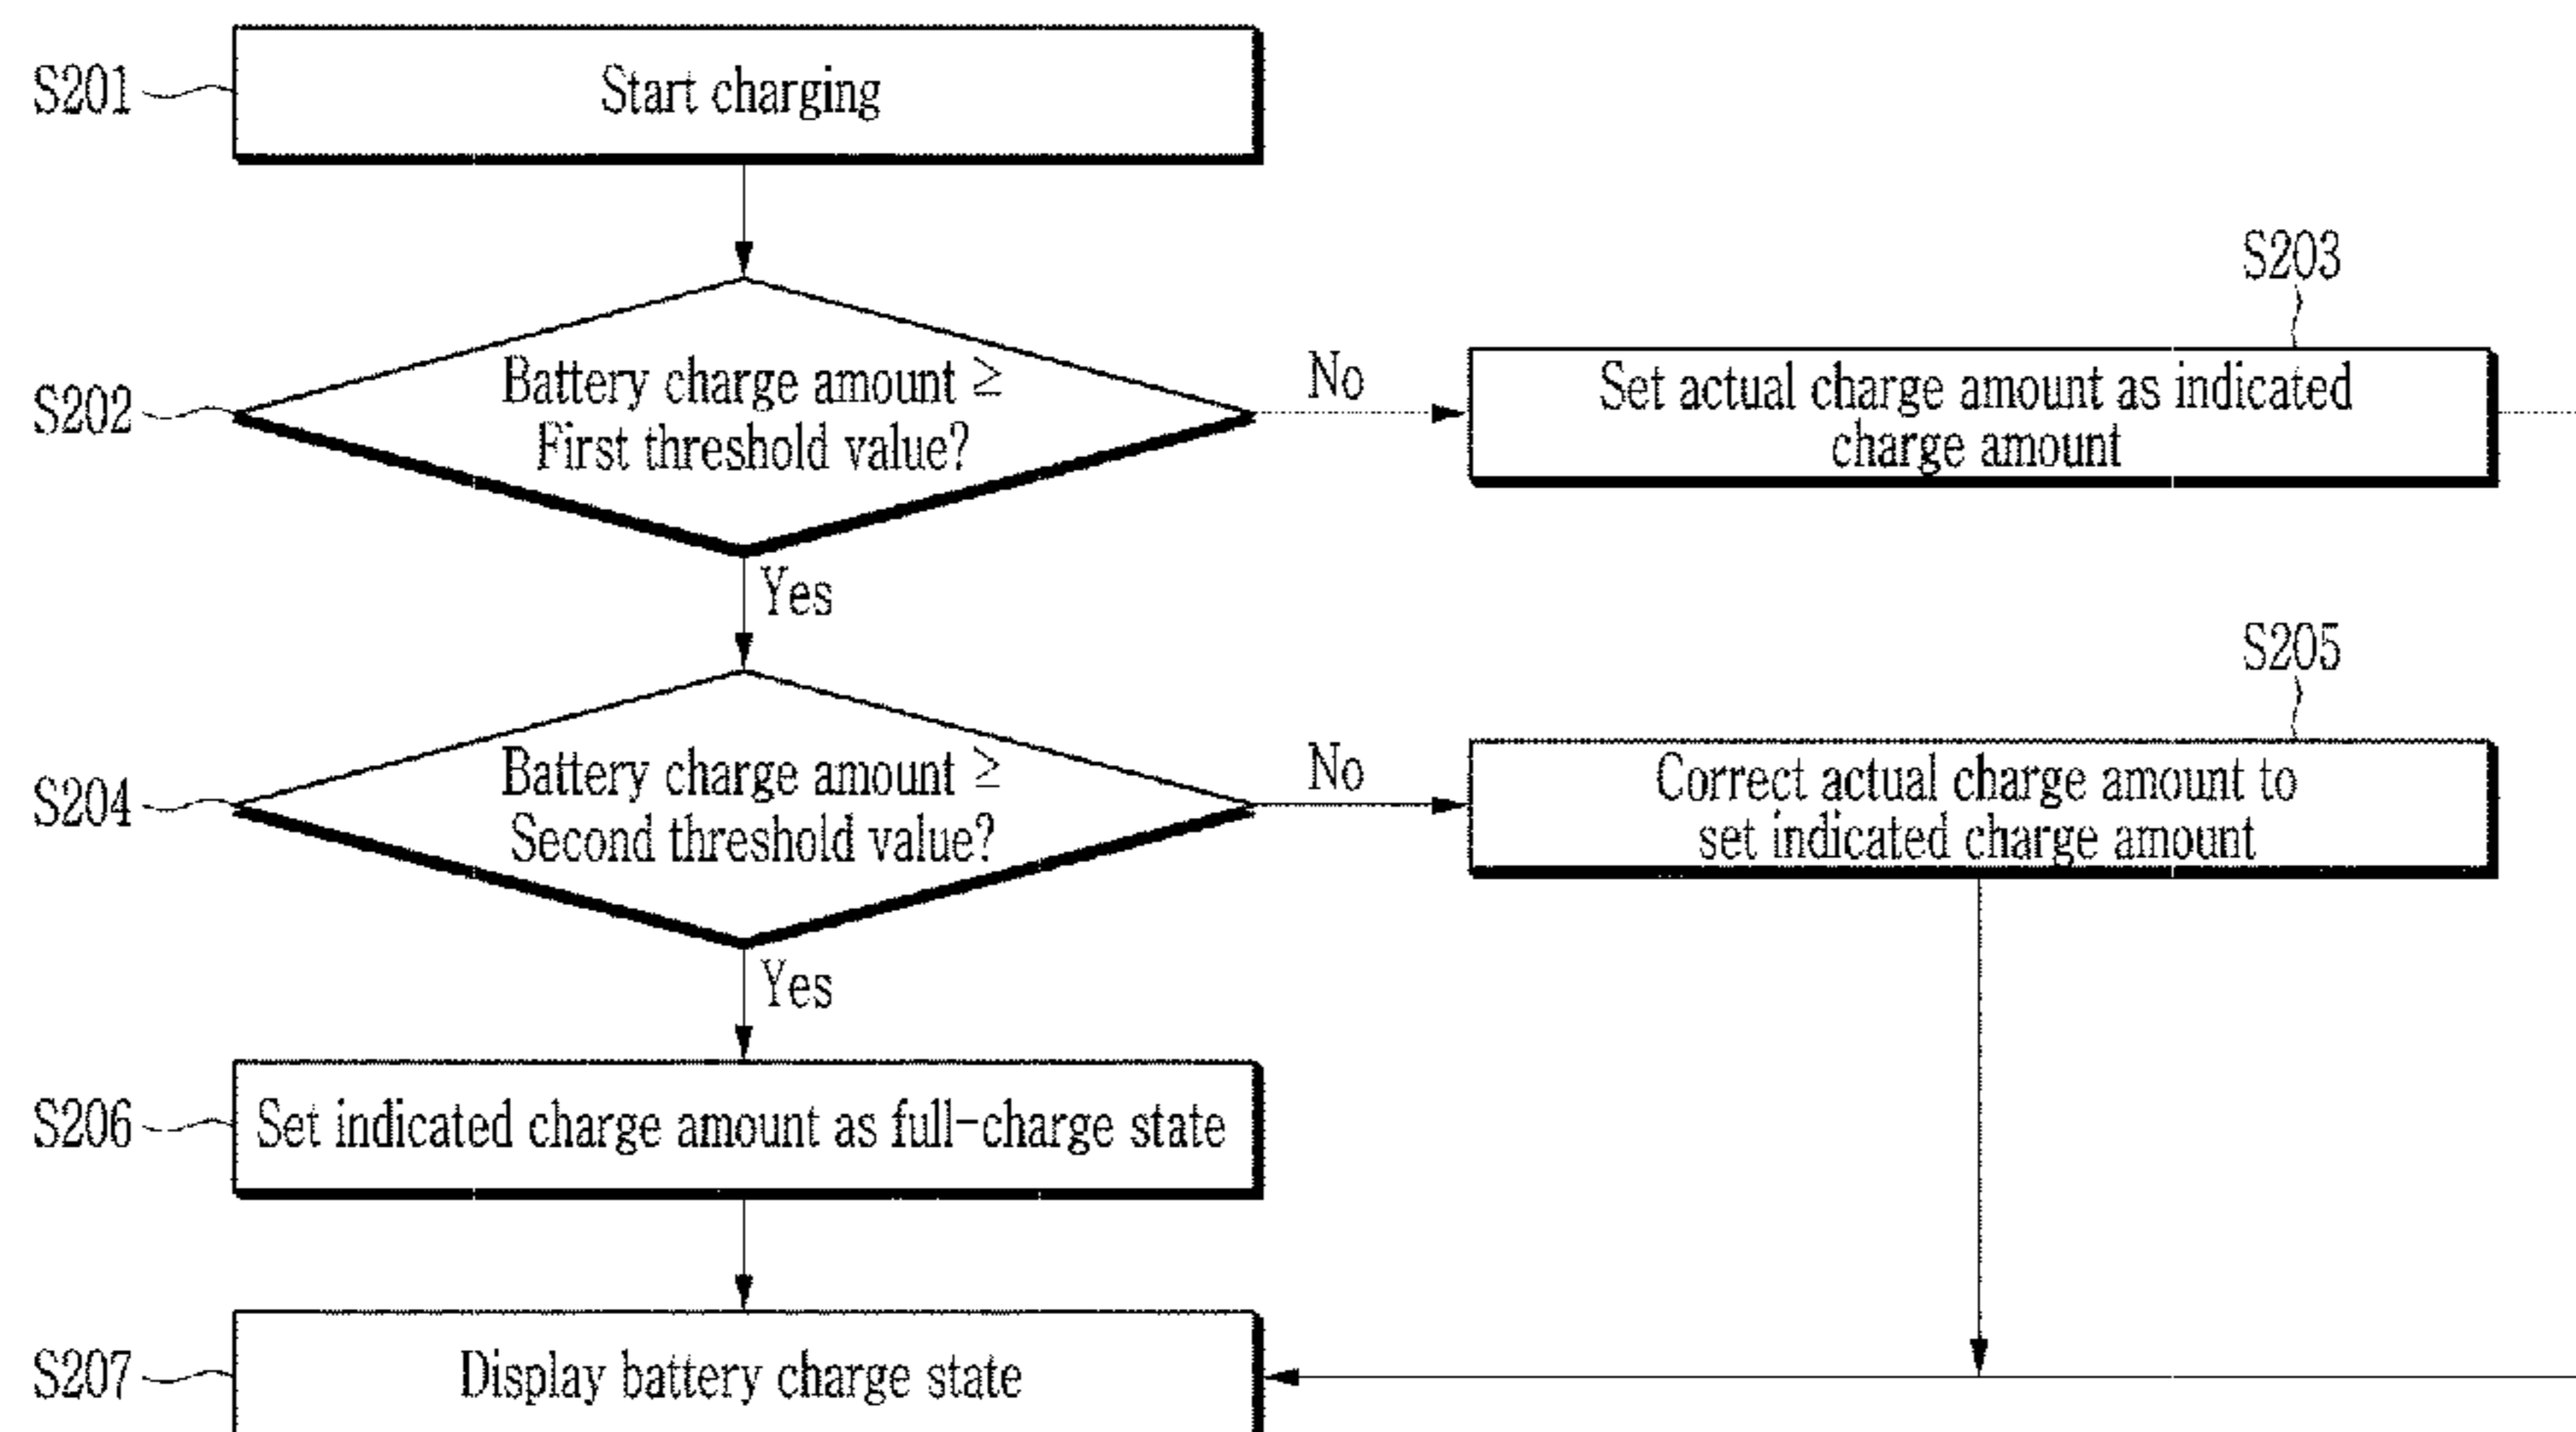 S201
Start charging
S202
Battery charge amount ≥
First threshold value?
No
S203
Set actual charge amount as indicated
charge amount
Yes
S204
Battery charge amount ≥
Second threshold value?
No
S205
Correct actual charge amount to
set indicated charge amount
Yes
S206
Set indicated charge amount as full-charge state
S207
Display battery charge state